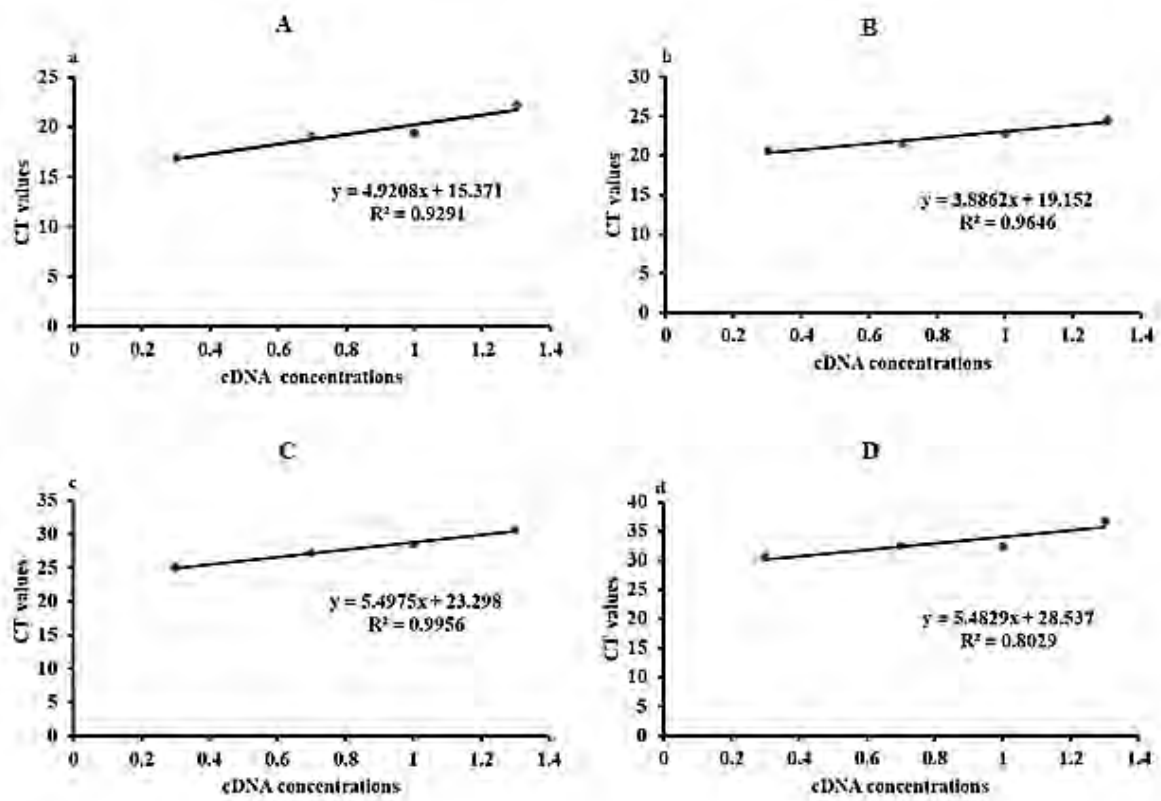 A
a
25
20
15
10
5
0
CT values
y = 4.9208x + 15.371
R² = 0.9291
0 0.2 0.4 0.6 0.8 1 1.2 1.4
cDNA concentrations
B
b
30
25
20
15
10
5
0
CT values
y = 3.8862x + 19.152
R² = 0.9646
0 0.2 0.4 0.6 0.8 1 1.2 1.4
cDNA concentrations
C
c
35
30
25
20
15
10
5
0
CT values
y = 5.4975x + 23.298
R² = 0.9956
0 0.2 0.4 0.6 0.8 1 1.2 1.4
cDNA concentrations
D
d
40
35
30
25
20
15
10
5
0
CT values
y = 5.4829x + 28.537
R² = 0.8029
0 0.2 0.4 0.6 0.8 1 1.2 1.4
cDNA concentrations